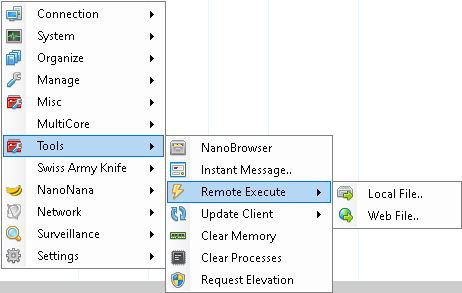 Connection
System
Organize
Manage
Misc
MultiCore
Tools
Swiss Army Knife
NanoNana
Network
Surveillance
Settings
NanoBrowser
Instant Message..
Remote Execute
Update Client
Clear Memory
Clear Processes
Request Elevation
Local File..
Web File..